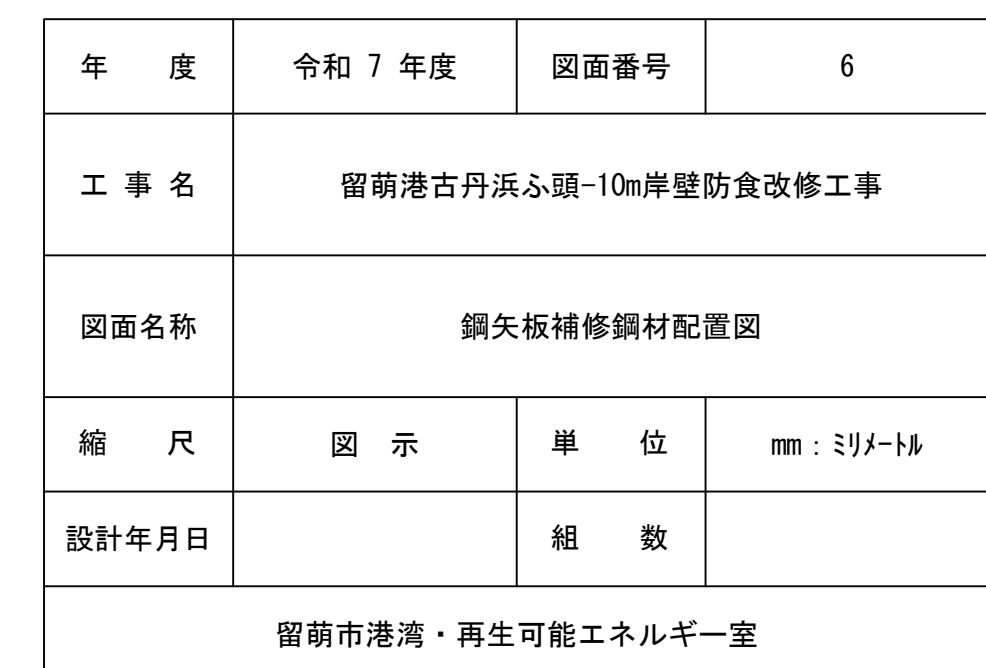 年 度 令和 7 年度 図面番号 6
工 事 名 留萌港古丹浜ふ頭-10m岸壁防食改修工事
図面名称 鋼矢板補修鋼材配置図
縮 尺 図 示 単 位 mm：ﾐﾘﾒｰﾄﾙ
設計年月日 組 数
留萌市港湾・再生可能エネルギー室